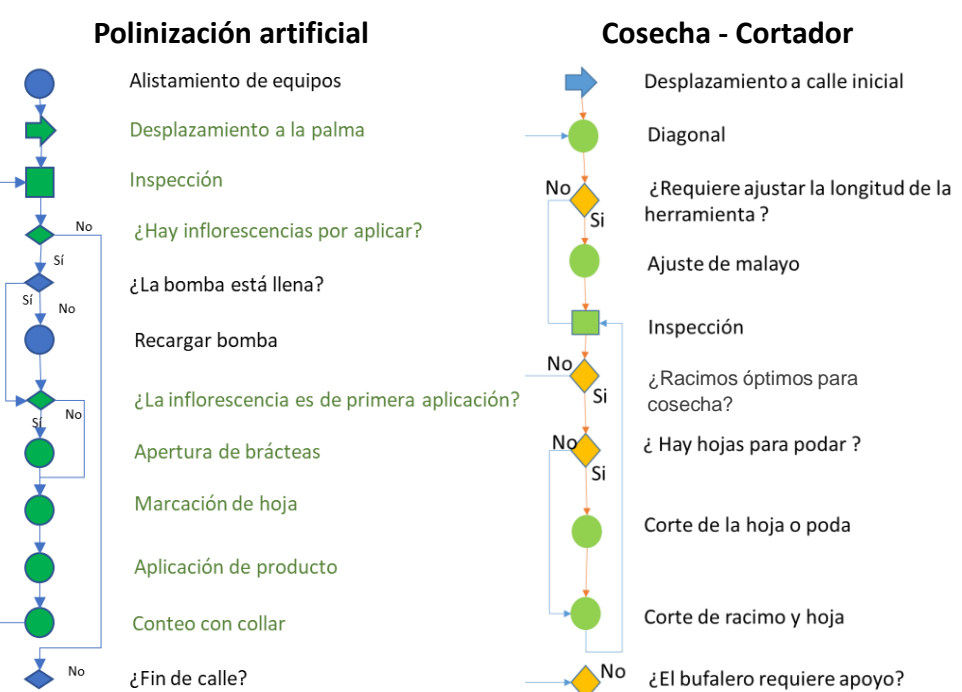 Polinización artificial
Alistamiento de equipos
Desplazamiento a la palma
Inspección
No
¿Hay inflorescencias por aplicar?
Sí
¿La bomba está llena?
Sí
No
Recargar bomba
¿La inflorescencia es de primera aplicación?
No
Sí
Apertura de brácteas
Marcación de hoja
Aplicación de producto
Conteo con collar
No
¿Fin de calle?
Cosecha - Cortador
Desplazamiento a calle inicial
Diagonal
No
¿Requiere ajustar la longitud de la
herramienta ?
Si
Ajuste de malayo
Inspección
No
¿Racimos óptimos para
cosecha?
Si
No
¿ Hay hojas para podar ?
Si
Corte de la hoja o poda
Corte de racimo y hoja
No
¿El bufalero requiere apoyo?